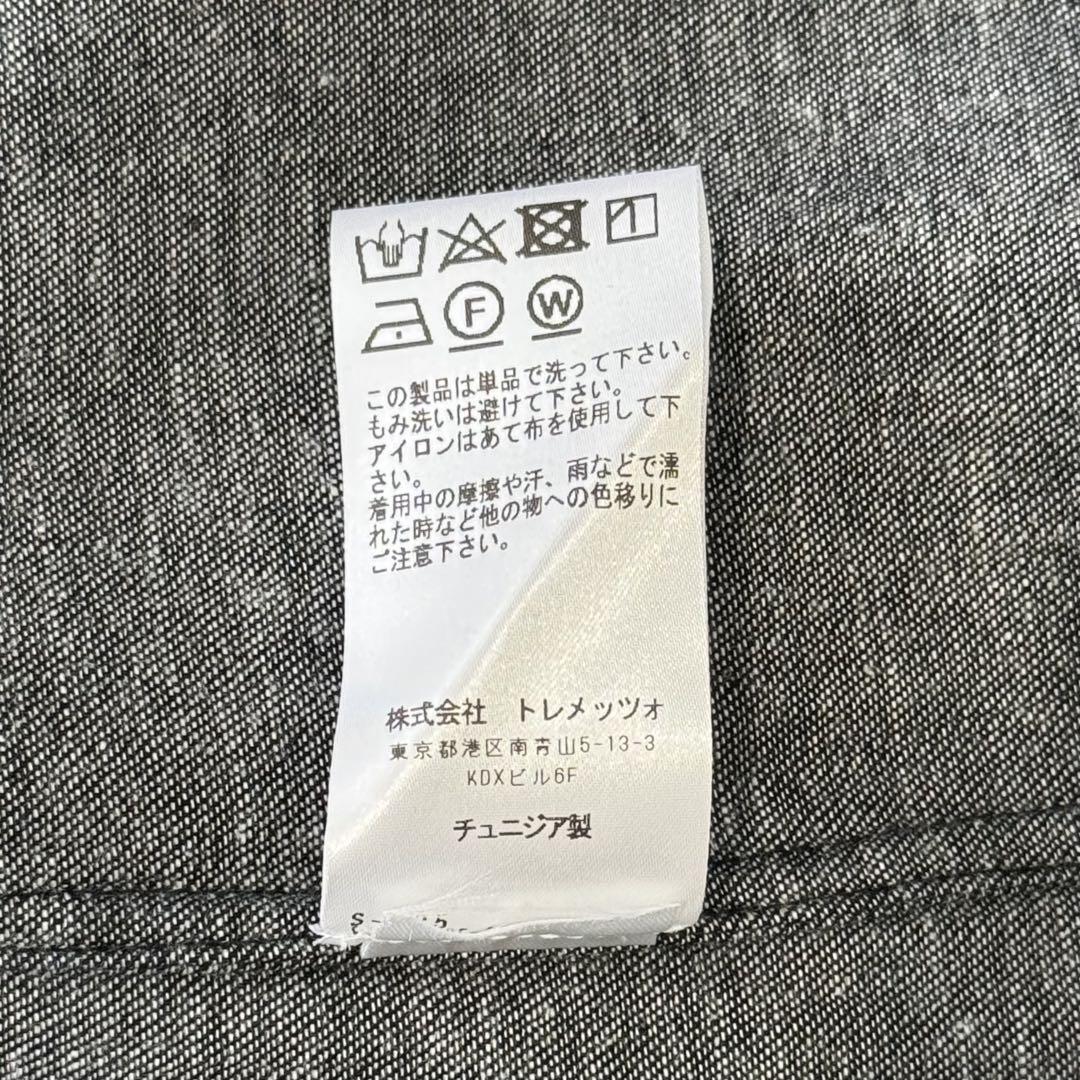 F W
この製品は単品で洗って下さい。
もみ洗いは避けて下さい。
アイロンはあて布を使用して下
さい。
着用中の摩擦や汗、雨などで濡
れた時など他の物への色移りに
ご注意下さい。
株式会社 トレメッツォ
東京都港区南青山5-13-3
KDXビル6F
チュニジア製